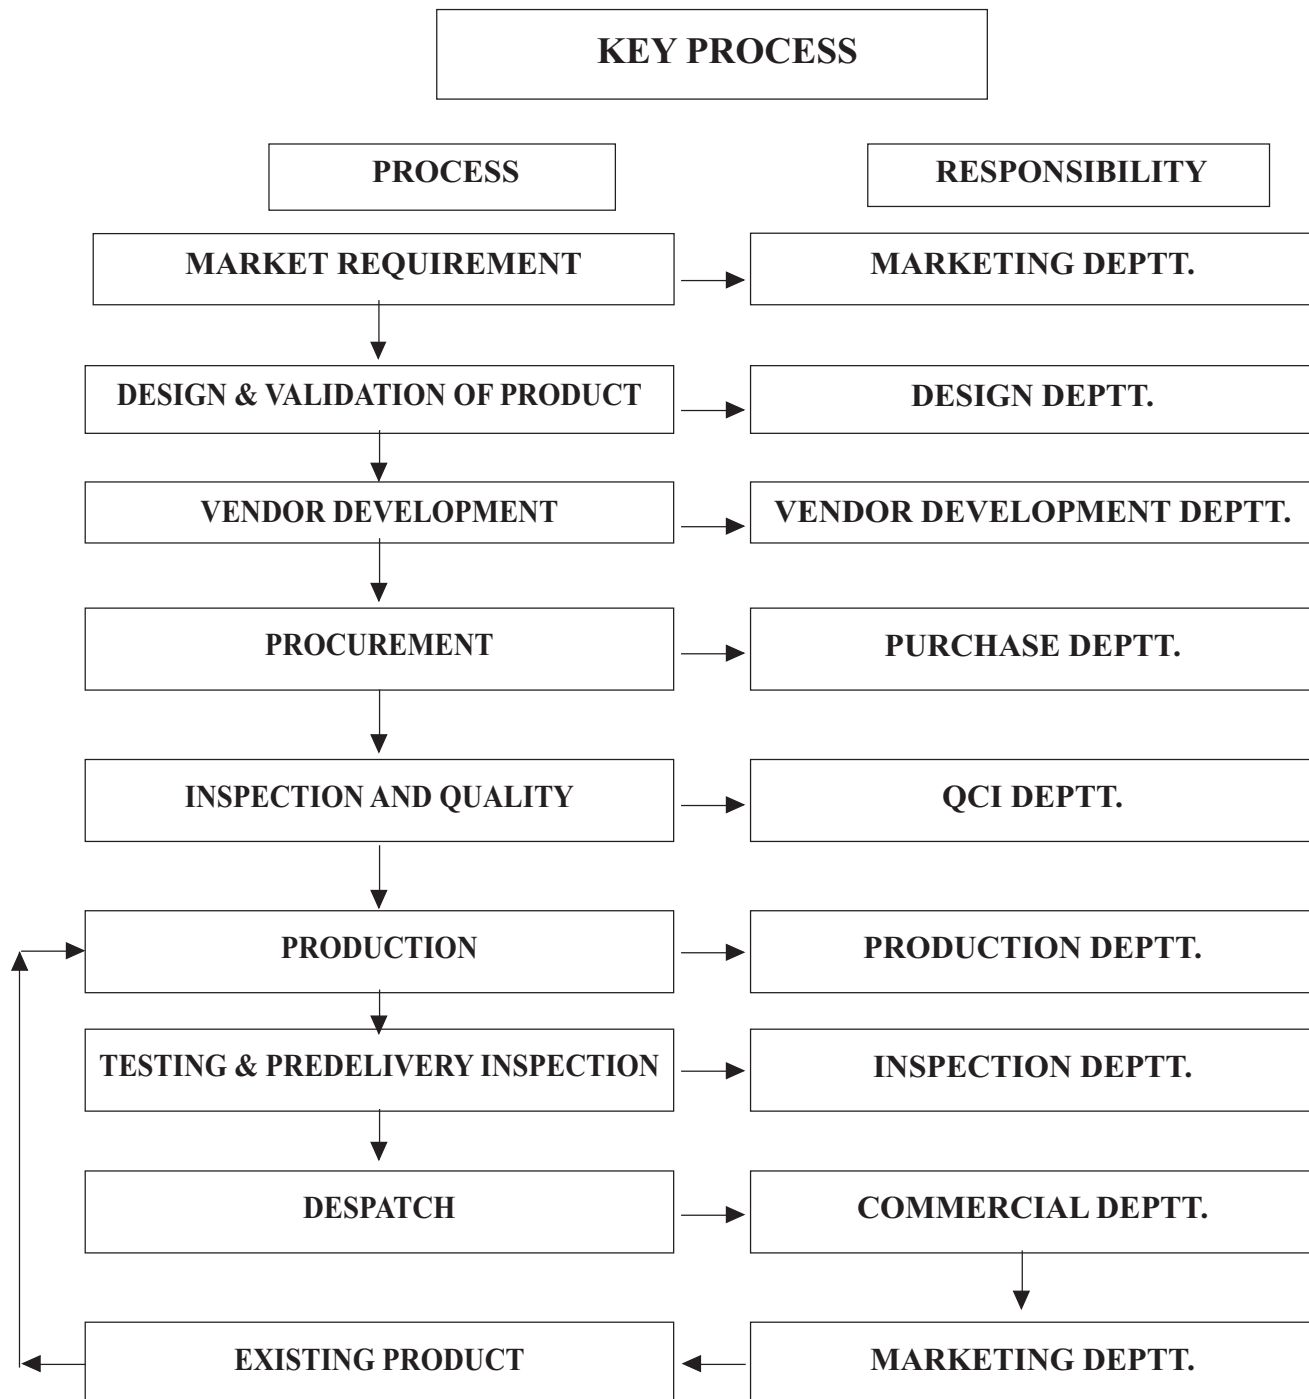 KEY PROCESS
PROCESS
RESPONSIBILITY
MARKET REQUIREMENT
MARKETING DEPTT.
DESIGN & VALIDATION OF PRODUCT
DESIGN DEPTT.
VENDOR DEVELOPMENT
VENDOR DEVELOPMENT DEPTT.
PROCUREMENT
PURCHASE DEPTT.
INSPECTION AND QUALITY
QCI DEPTT.
PRODUCTION
PRODUCTION DEPTT.
TESTING & PREDELIVERY INSPECTION
INSPECTION DEPTT.
DESPATCH
COMMERCIAL DEPTT.
EXISTING PRODUCT
MARKETING DEPTT.